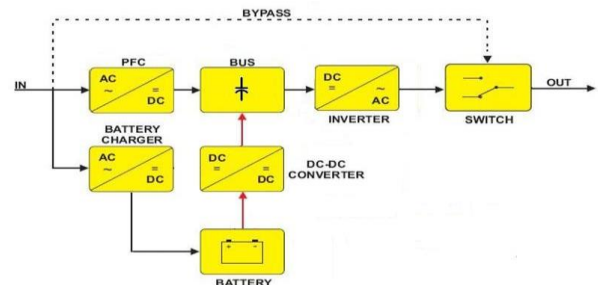 BYPASS
PFC
BUS
IN
AC
~
=
DC
DC
=
~
AC
INVERTER
SWITCH
OUT
BATTERY
CHARGER
AC
~
=
DC
DC
=
=
DC
DC-DC
CONVERTER
+
-
BATTERY